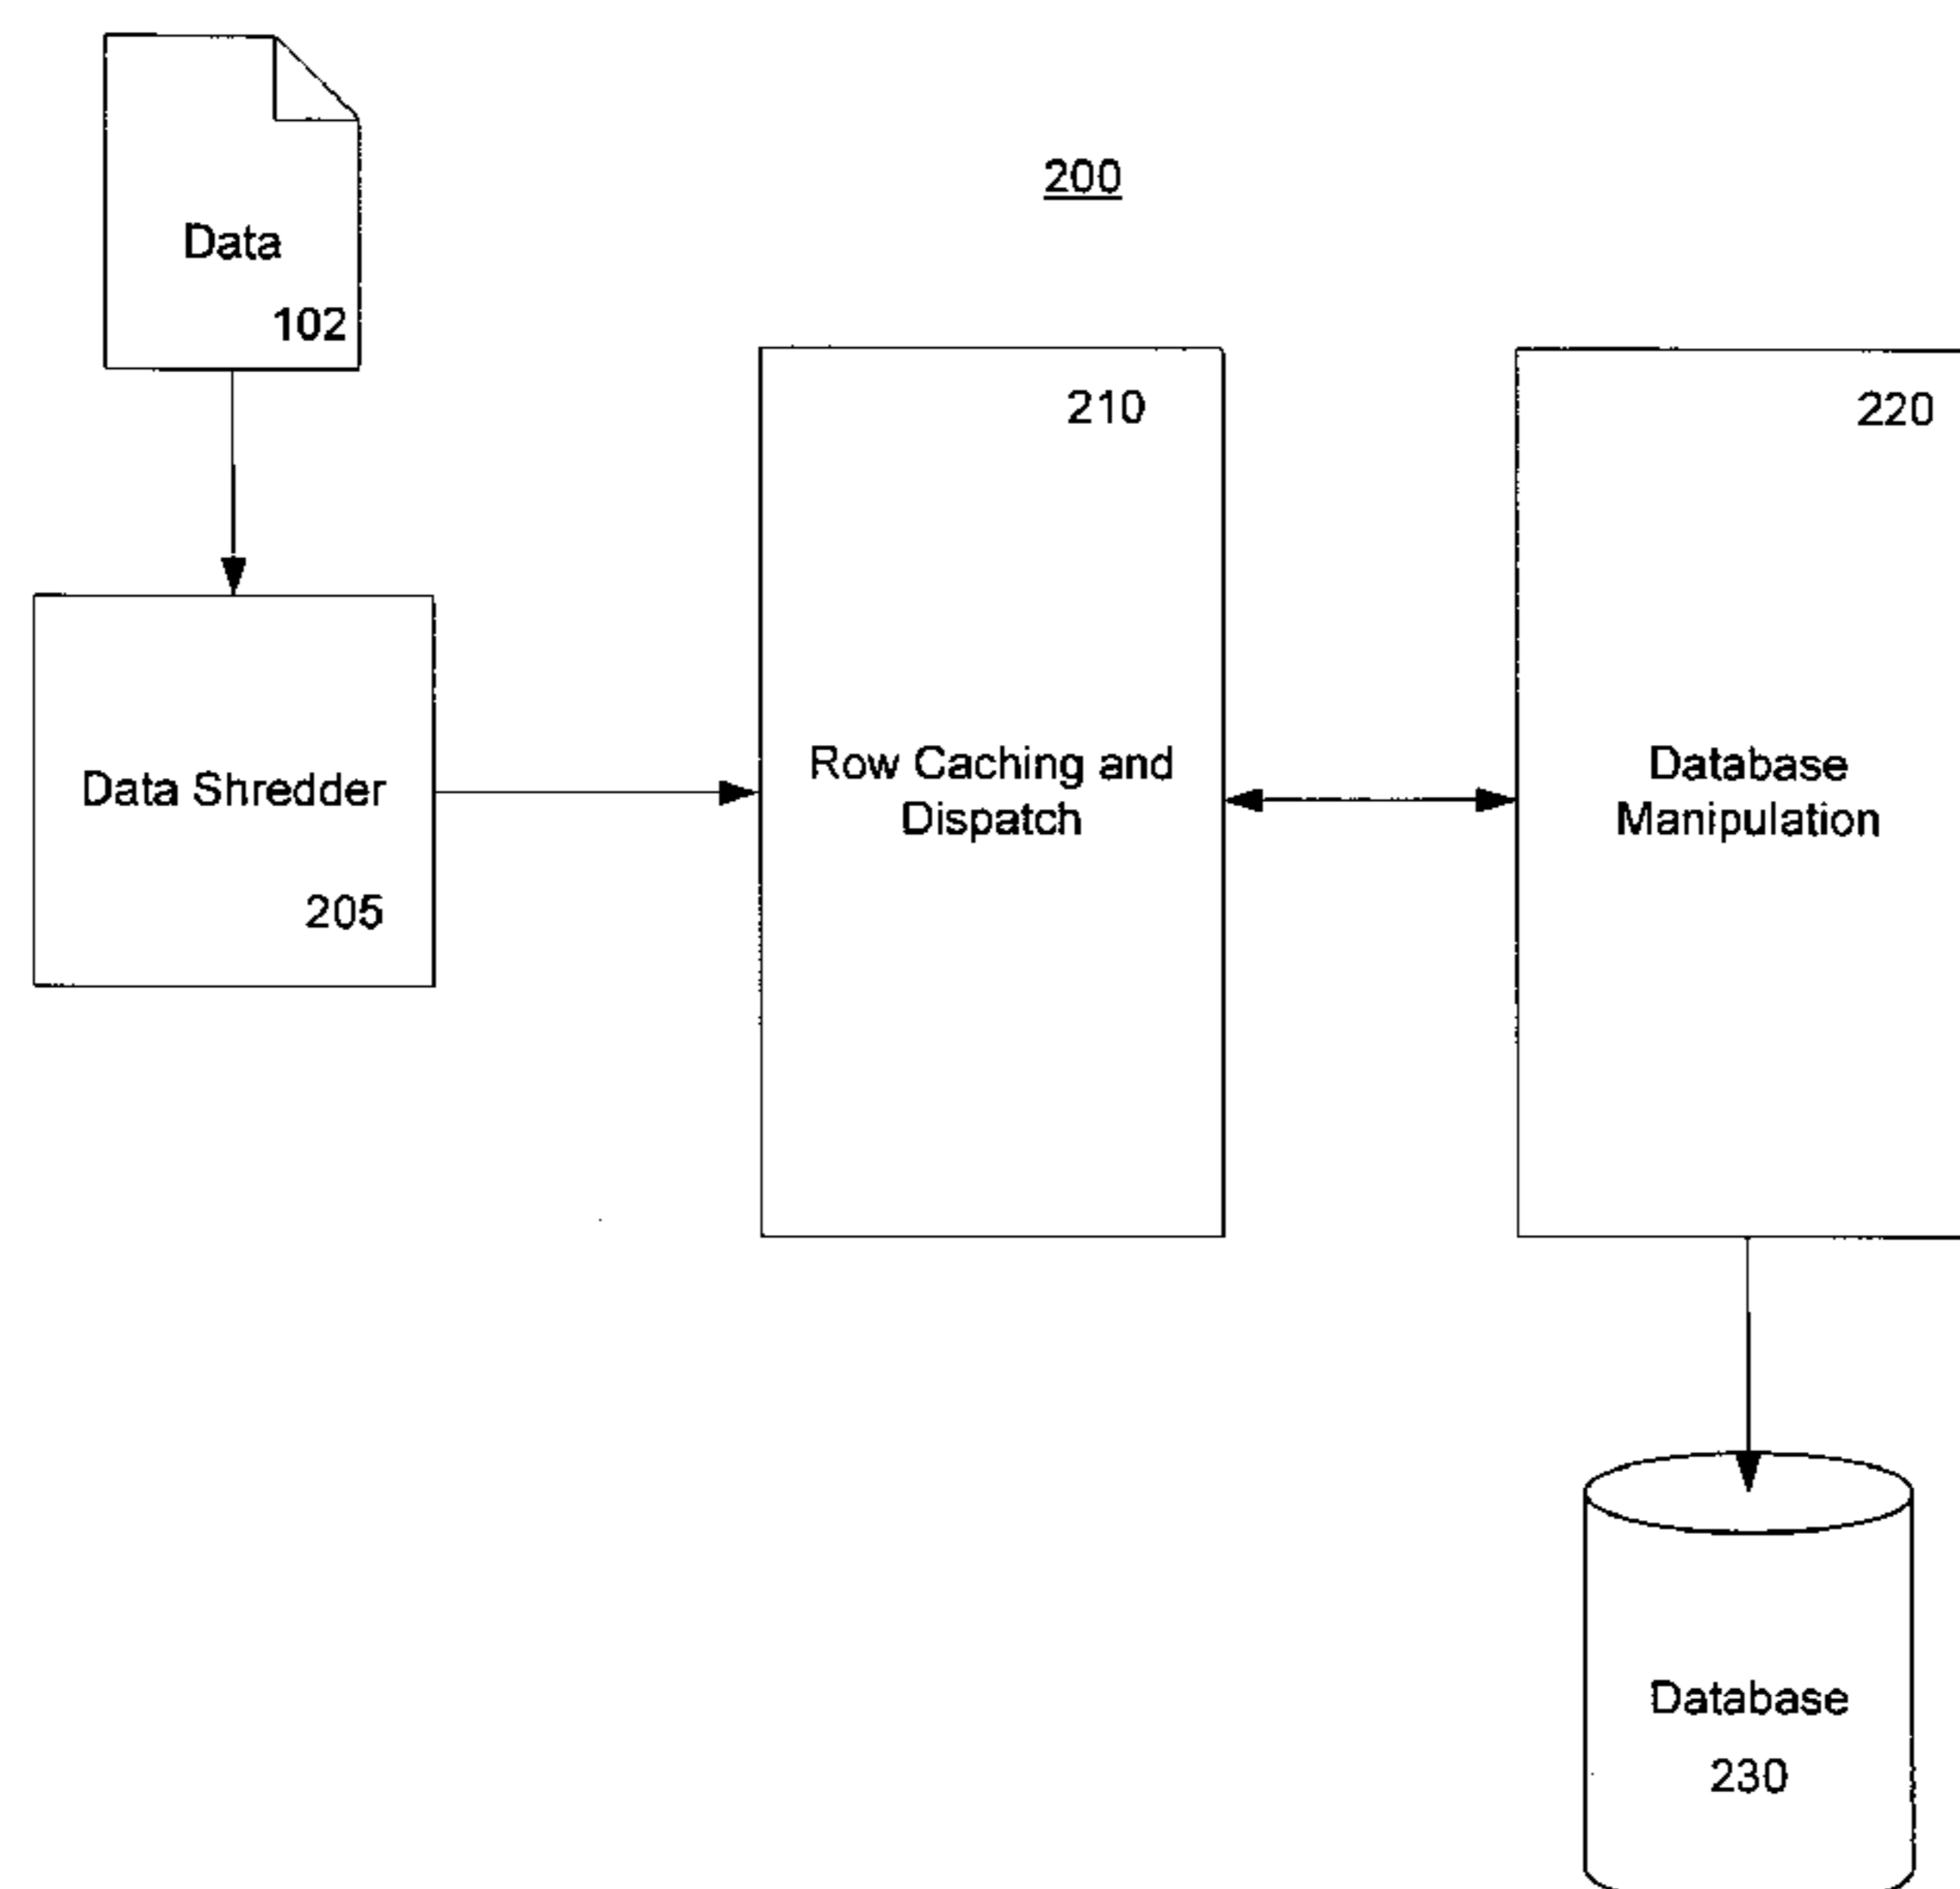 Data
102
200
210
220
Data Shredder
205
Row Caching and
Dispatch
Database
Manipulation
Database
230